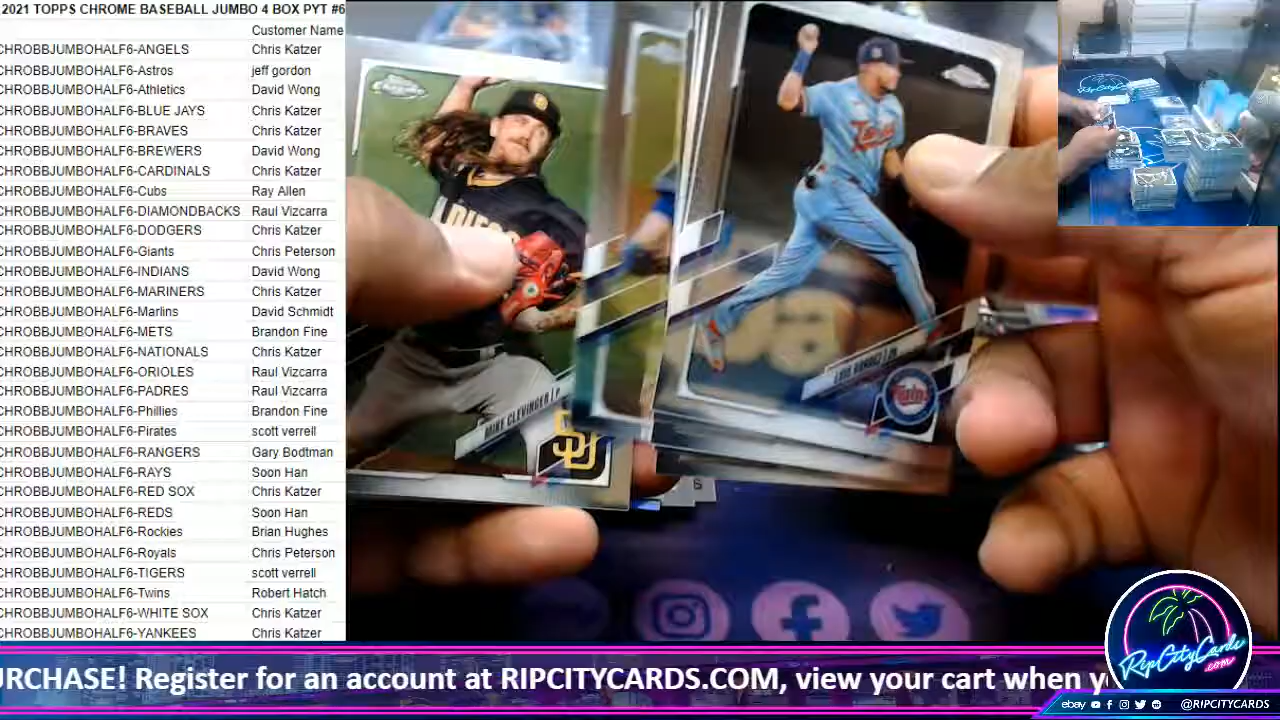 2021 TOPPS CHROME BASEBALL JUMBO 4 BOX PYT #6
Customer Name
CHROBBJUMBOHALF6-ANGELS Chris Katzer
CHROBBJUMBOHALF6-Astros jeff gordon
CHROBBJUMBOHALF6-Athletics David Wong
CHROBBJUMBOHALF6-BLUE JAYS Chris Katzer
CHROBBJUMBOHALF6-BRAVES Chris Katzer
CHROBBJUMBOHALF6-BREWERS David Wong
CHROBBJUMBOHALF6-CARDINALS Chris Katzer
CHROBBJUMBOHALF6-Cubs Ray Allen
CHROBBJUMBOHALF6-DIAMONDBACKS Raul Vizcarra
CHROBBJUMBOHALF6-DODGERS Chris Katzer
CHROBBJUMBOHALF6-Giants Chris Peterson
CHROBBJUMBOHALF6-INDIANS David Wong
CHROBBJUMBOHALF6-MARINERS Chris Katzer
CHROBBJUMBOHALF6-Marlins David Schmidt
CHROBBJUMBOHALF6-METS Brandon Fine
CHROBBJUMBOHALF6-NATIONALS Chris Katzer
CHROBBJUMBOHALF6-ORIOLES Raul Vizcarra
CHROBBJUMBOHALF6-PADRES Raul Vizcarra
CHROBBJUMBOHALF6-Phillies Brandon Fine
CHROBBJUMBOHALF6-Pirates scott verrell
CHROBBJUMBOHALF6-RANGERS Gary Bodtman
CHROBBJUMBOHALF6-RAYS Soon Han
CHROBBJUMBOHALF6-RED SOX Chris Katzer
CHROBBJUMBOHALF6-REDS Soon Han
CHROBBJUMBOHALF6-Rockies Brian Hughes
CHROBBJUMBOHALF6-Royals Chris Peterson
CHROBBJUMBOHALF6-TIGERS scott verrell
CHROBBJUMBOHALF6-Twins Robert Hatch
CHROBBJUMBOHALF6-WHITE SOX Chris Katzer
CHROBBJUMBOHALF6-YANKEES Chris Katzer
MIKE CLEVINGER | P
SD
Twins
Twins
URCHASE! Register for an account at RIPCITYCARDS.COM, view your cart when y
RipCityCards
.com
ebay @RIPCITYCARDS